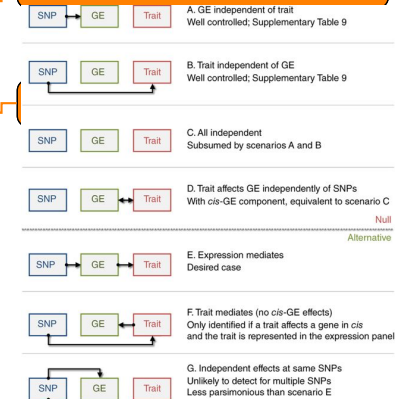 A. GE independent of trait
SNP GE Trait
Well controlled; Supplementary Table 9
B. Trait independent of GE
SNP GE Trait
Well controlled; Supplementary Table 9
C. All independent
SNP GE Trait
Subsumed by scenarios A and B
D. Trait affects GE independently of SNPs
SNP GE Trait
With cis-GE component, equivalent to scenario C
Null
Alternative
E. Expression mediates
SNP GE Trait
Desired case
F. Trait mediates (no cis-GE effects)
SNP GE Trait
Only identified if a trait affects a gene in cis
and the trait is represented in the expression panel
G. Independent effects at same SNPs
Unlikely to detect for multiple SNPs
SNP GE Trait
Less parsimonious than scenario E